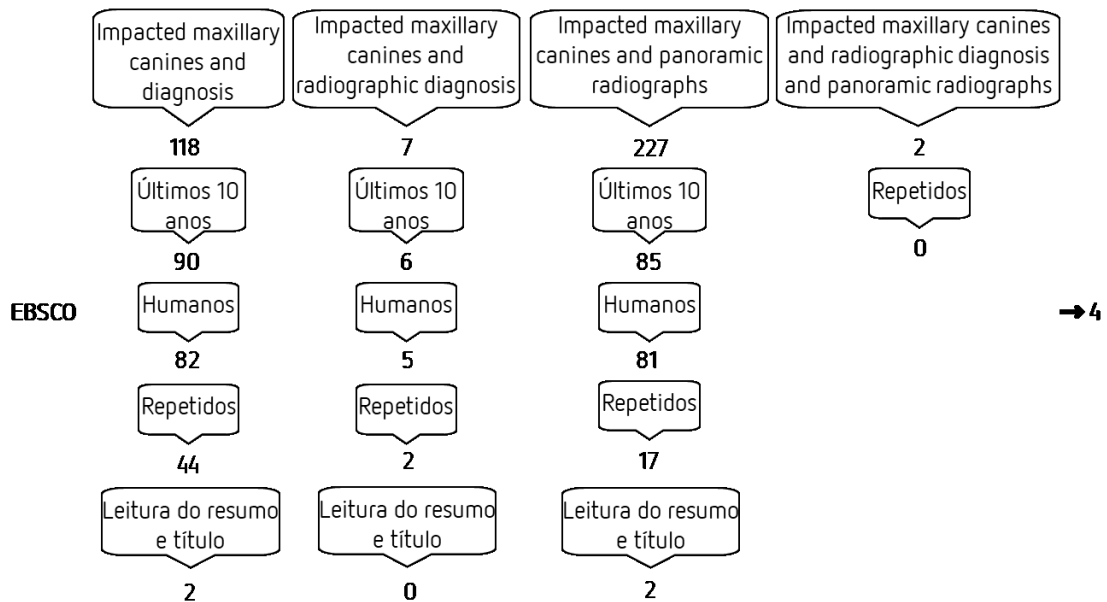 Impacted maxillary
canines and
diagnosis
118
Últimos 10
anos
90
Humanos
82
Repetidos
44
Leitura do resumo
e título
2
Impacted maxillary
canines and
radiographic diagnosis
7
Últimos 10
anos
6
Humanos
5
Repetidos
2
Leitura do resumo
e título
0
Impacted maxillary
canines and panoramic
radiographs
227
Últimos 10
anos
85
Humanos
81
Repetidos
17
Leitura do resumo
e título
2
Impacted maxillary canines
and radiographic diagnosis
and panoramic radiographs
2
Repetidos
0
EBSCO
→ 4